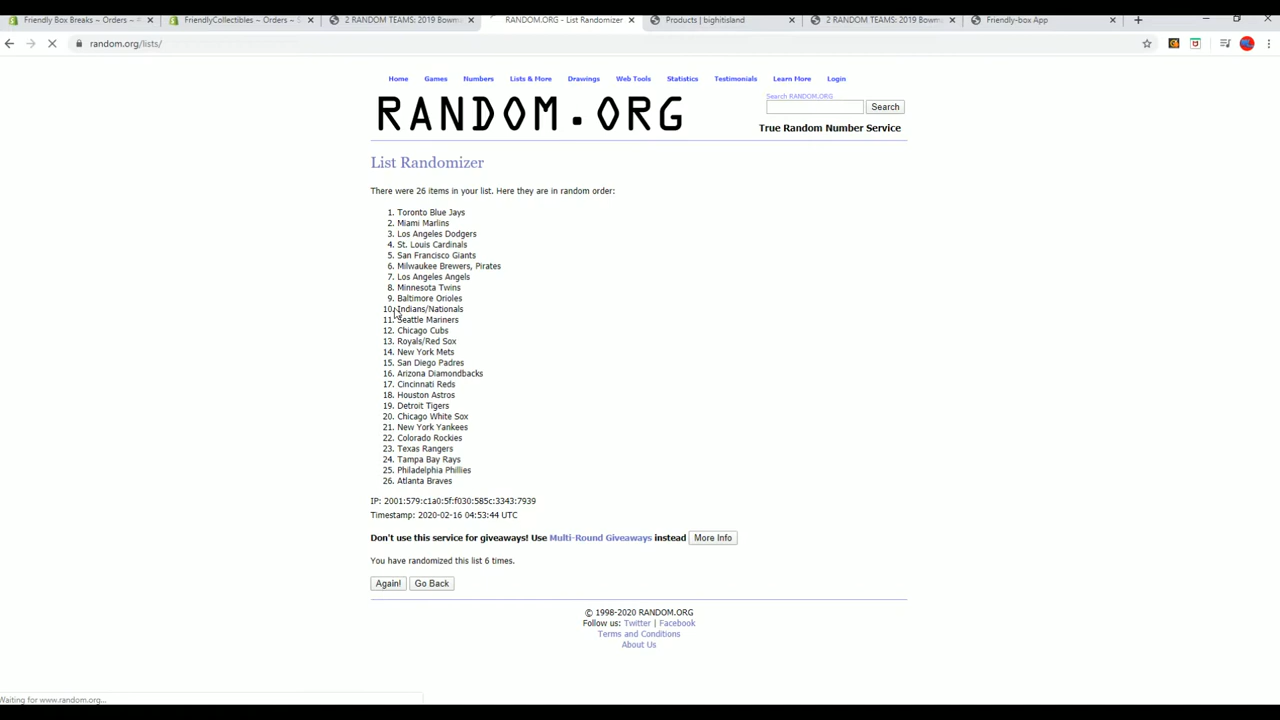 Friendly Box Breaks ~ Orders ~
FriendlyCollectibles ~ Orders ~ S
2 RANDOM TEAMS: 2019 Bowm
RANDOM.ORG - List Randomizer
Products | bighitisland
2 RANDOM TEAMS: 2019 Bowm
Friendly-box App
random.org/lists/
Home Games Numbers Lists & More Drawings Web Tools Statistics Testimonials Learn More Login
RANDOM.ORG
Search RANDOM.ORG
Search
True Random Number Service
List Randomizer
There were 26 items in your list. Here they are in random order:
1. Toronto Blue Jays
2. Miami Marlins
3. Los Angeles Dodgers
4. St. Louis Cardinals
5. San Francisco Giants
6. Milwaukee Brewers, Pirates
7. Los Angeles Angels
8. Minnesota Twins
9. Baltimore Orioles
10. Indians/Nationals
11. Seattle Mariners
12. Chicago Cubs
13. Royals/Red Sox
14. New York Mets
15. San Diego Padres
16. Arizona Diamondbacks
17. Cincinnati Reds
18. Houston Astros
19. Detroit Tigers
20. Chicago White Sox
21. New York Yankees
22. Colorado Rockies
23. Texas Rangers
24. Tampa Bay Rays
25. Philadelphia Phillies
26. Atlanta Braves
IP: 2001:579:c1a0:5f:f030:585c:3343:7939
Timestamp: 2020-02-16 04:53:44 UTC
Don't use this service for giveaways! Use Multi-Round Giveaways instead More Info
You have randomized this list 6 times.
Again! Go Back
© 1998-2020 RANDOM.ORG
Follow us: Twitter | Facebook
Terms and Conditions
About Us
Waiting for www.random.org...